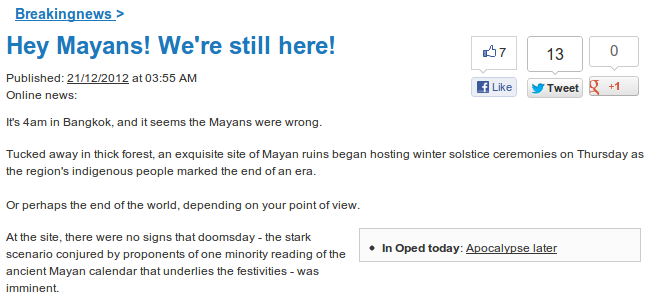 Breakingnews >
Hey Mayans! We're still here!
7
13
0
Like
Tweet
g +1
Published: 21/12/2012 at 03:55 AM
Online news:
It's 4am in Bangkok, and it seems the Mayans were wrong.
Tucked away in thick forest, an exquisite site of Mayan ruins began hosting winter solstice ceremonies on Thursday as
the region's indigenous people marked the end of an era.
Or perhaps the end of the world, depending on your point of view.
In Oped today: Apocalypse later
At the site, there were no signs that doomsday - the stark
scenario conjured by proponents of one minority reading of the
ancient Mayan calendar that underlies the festivities - was
imminent.